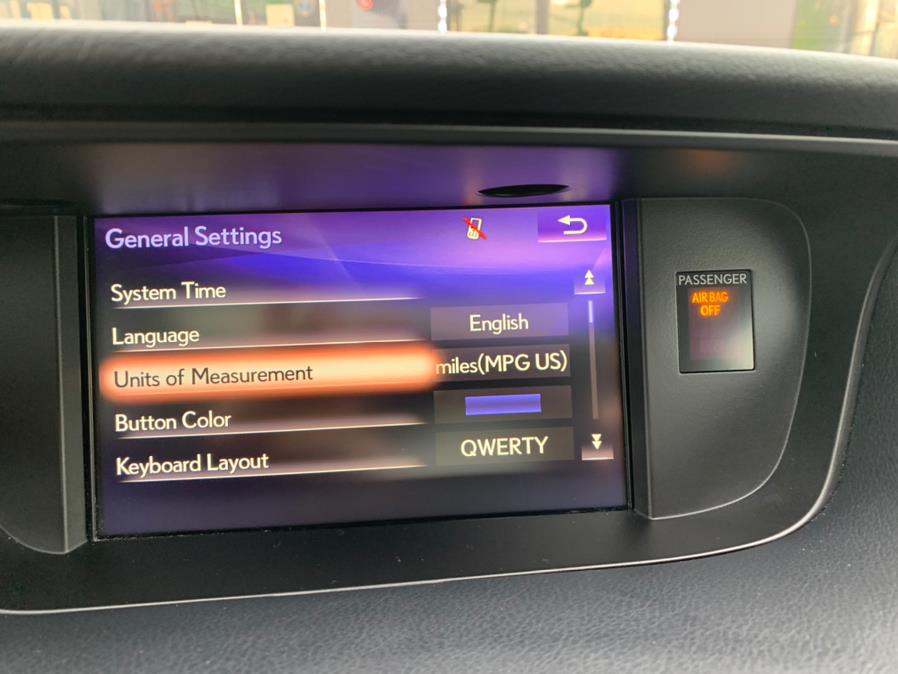 General Settings
System Time
Language
English
Units of Measurement
miles(MPG US)
Button Color
Keyboard Layout
QWERTY
PASSENGER
AIR BAG
OFF